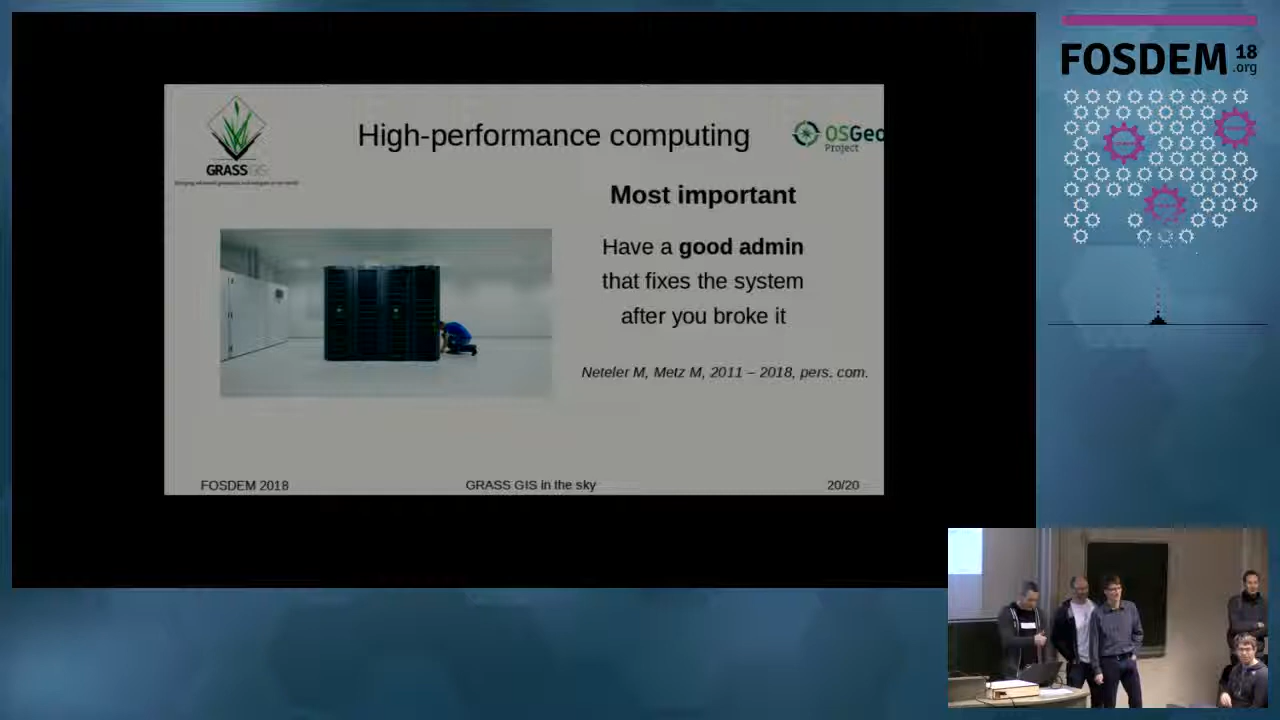 FOSDEM 18
.org
High-performance computing
GRASS GIS
OSGeo
Project
Most important
Have a good admin
that fixes the system
after you broke it
Neteler M, Metz M, 2011 – 2018, pers. com.
FOSDEM 2018
GRASS GIS in the sky
20/20